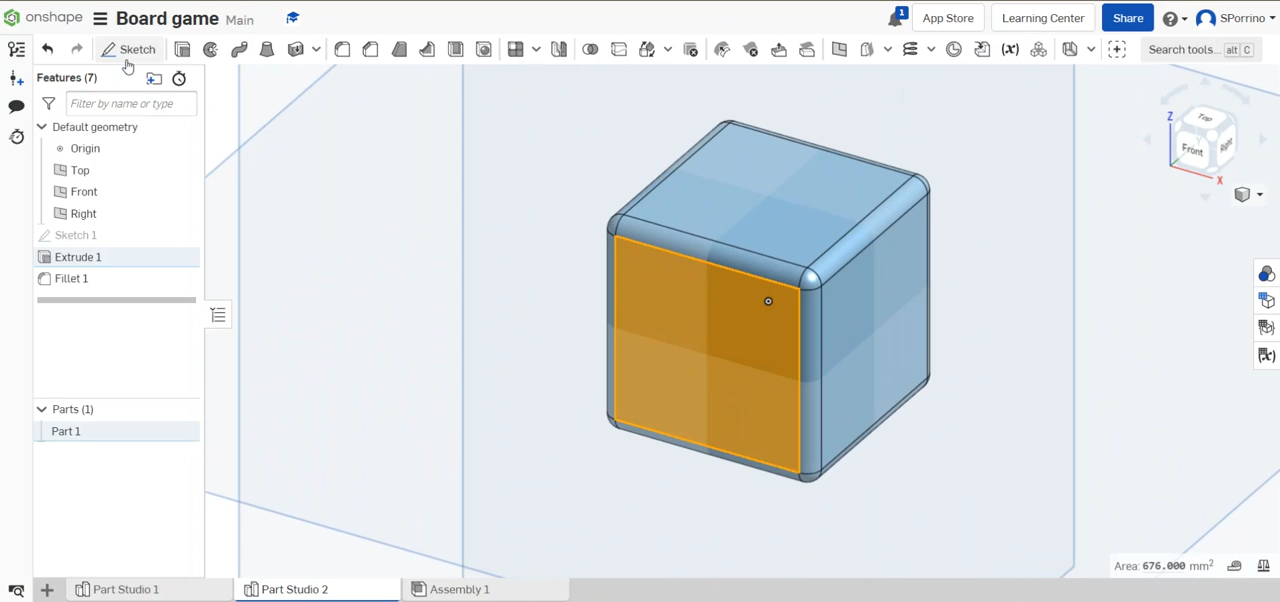 onshape Board game Main 1 App Store Learning Center Share SPorrino
Sketch Search tools... alt C
Features (7)
Filter by name or type
Default geometry
Origin
Top
Front
Right
Sketch 1
Extrude 1
Fillet 1
Parts (1)
Part 1
Z
Top
Front
Right
X
Area: 676.000 mm²
Part Studio 1 Part Studio 2 Assembly 1